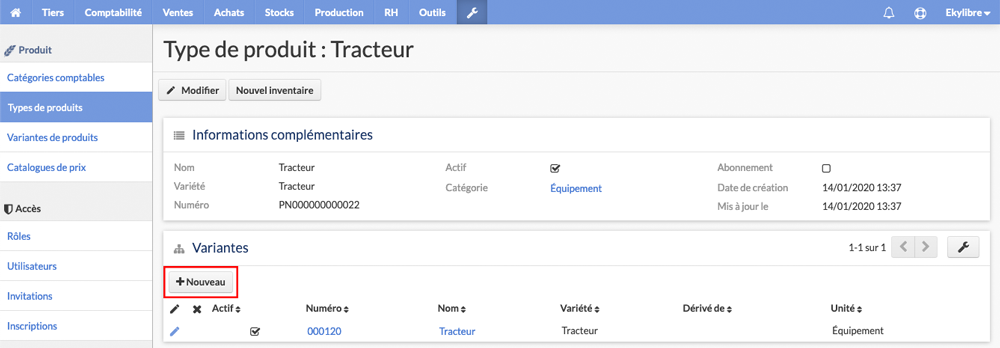 Tiers Comptabilité Ventes Achats Stocks Production RH Outils Ekylibre
Produit
Catégories comptables
Types de produits
Variantes de produits
Catalogues de prix
Accès
Rôles
Utilisateurs
Invitations
Inscriptions
Type de produit : Tracteur
Modifier Nouvel inventaire
Informations complémentaires
Nom Tracteur Actif Abonnement
Variété Tracteur Catégorie Équipement Date de création 14/01/2020 13:37
Numéro PN000000000022 Mis à jour le 14/01/2020 13:37
Variantes 1-1 sur 1
+Nouveau
Actif Numéro Nom Variété Dérivé de Unité
000120 Tracteur Tracteur Équipement